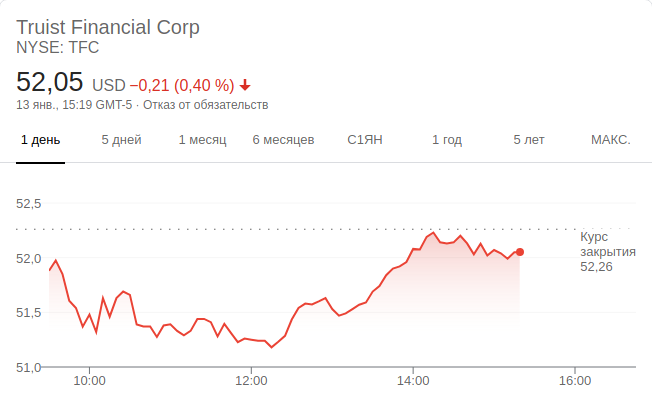 Truist Financial Corp
NYSE: TFC
52,05 USD −0,21 (0,40 %)
13 янв., 15:19 GMT-5 · Отказ от обязательств
1 день 5 дней 1 месяц 6 месяцев С1ЯН 1 год 5 лет МАКС.
52,5
Курс
закрытия
52,26
52,0
51,5
51,0
10:00 12:00 14:00 16:00